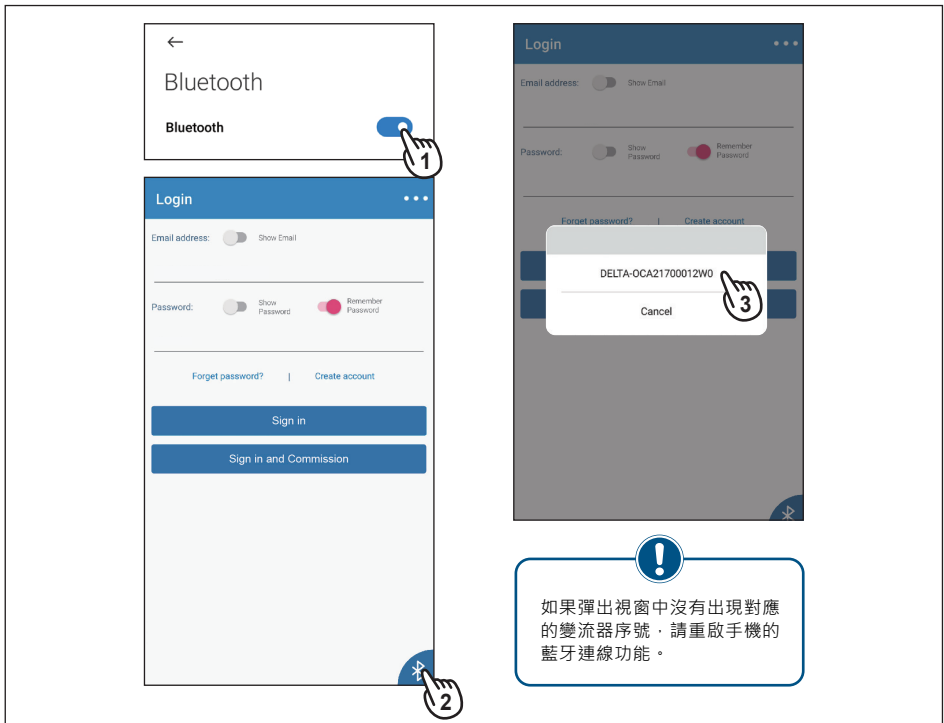 Bluetooth
Bluetooth
1
Login
Email address:
Show Email
Password:
Show
Password
Remember
Password
Forget password? | Create account
Sign in
Sign in and Commission
2
Login
Email address:
Show Email
Password:
Show
Password
Remember
Password
Forget password? | Create account
DELTA-OCA21700012W0
Cancel
3
如果彈出視窗中沒有出現對應
的變流器序號，請重啟手機的
藍牙連線功能。